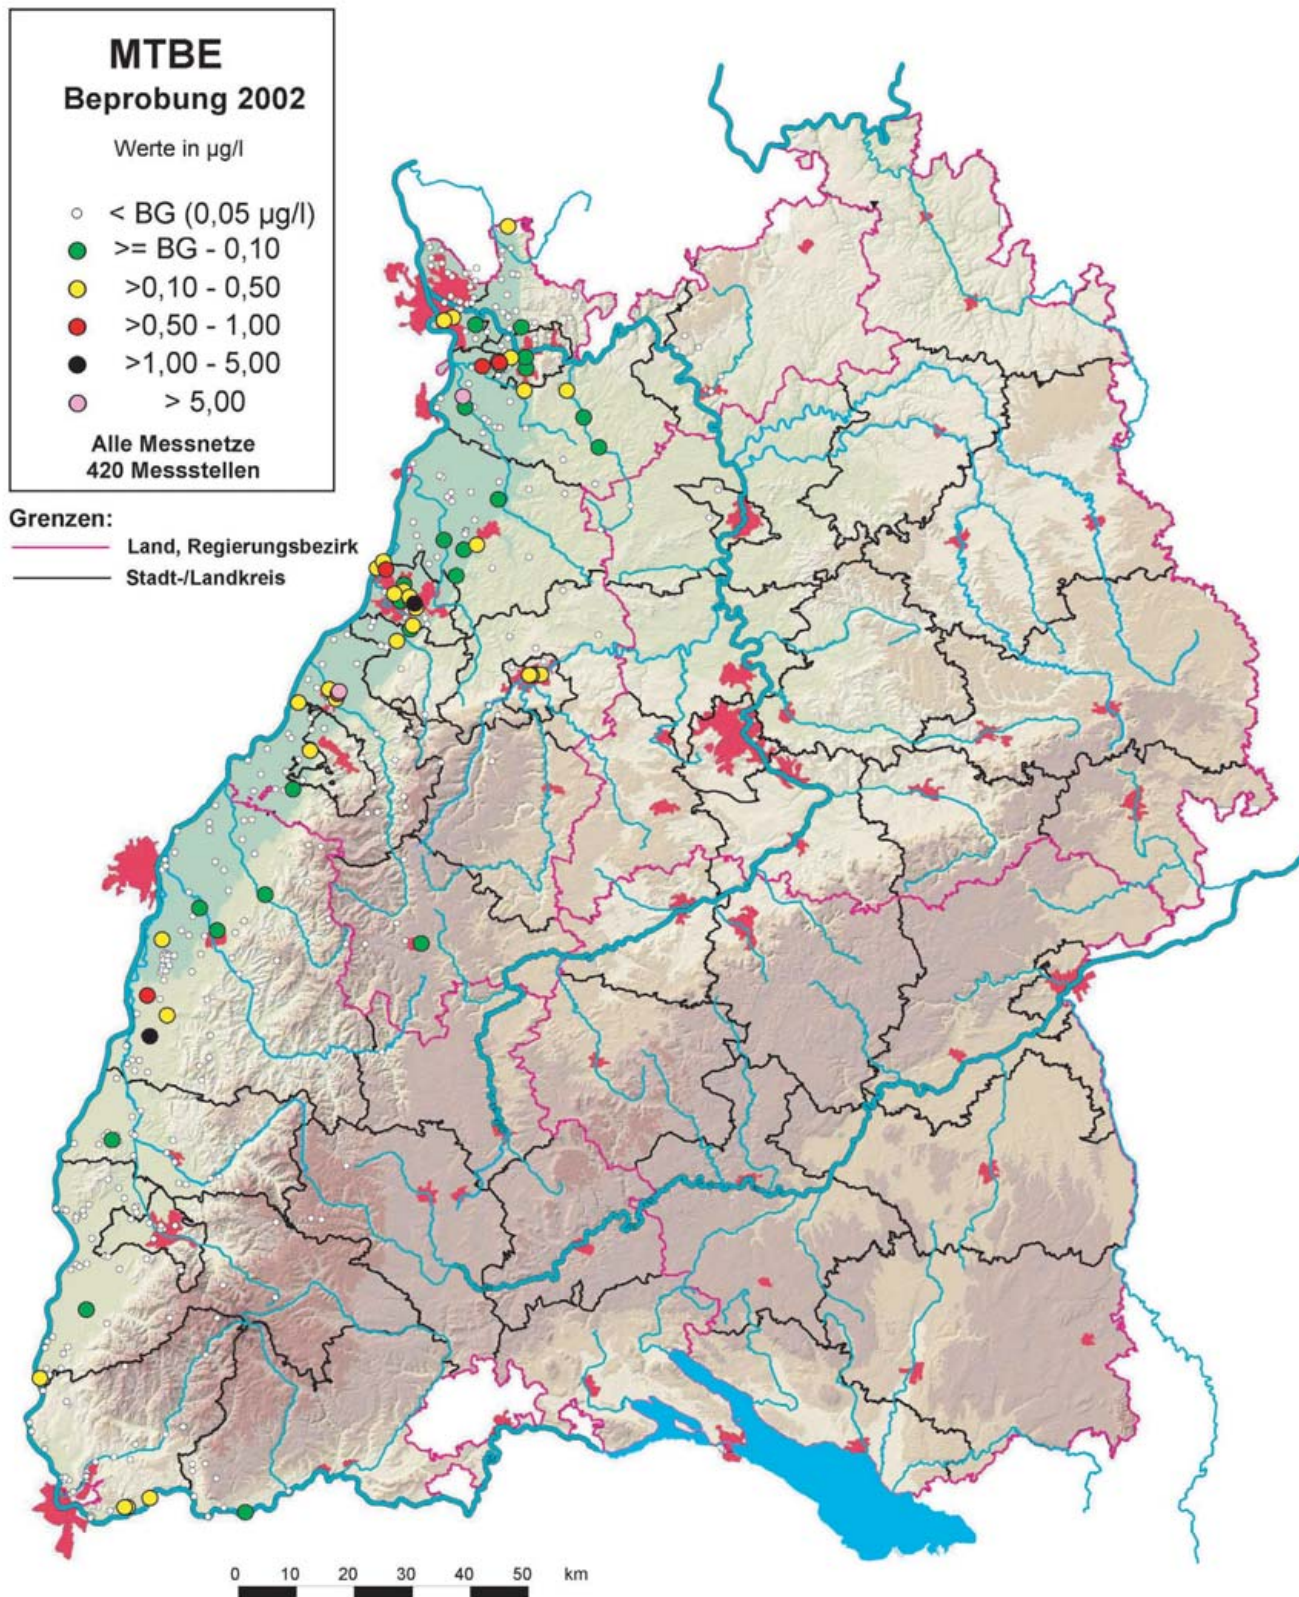 MTBE
Beprobung 2002
Werte in µg/l
< BG (0,05 µg/l)
>= BG - 0,10
>0,10 - 0,50
>0,50 - 1,00
>1,00 - 5,00
> 5,00
Alle Messnetze
420 Messstellen
Grenzen:
Land, Regierungsbezirk
Stadt-/Landkreis
0 10 20 30 40 50 km